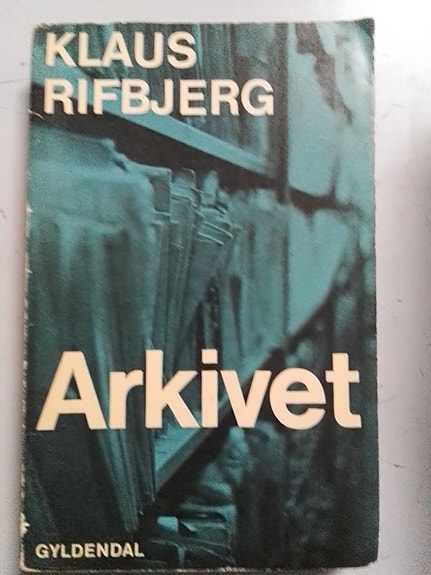 KLAUS
RIFBJERG
Arkivet
GYLDENDAL